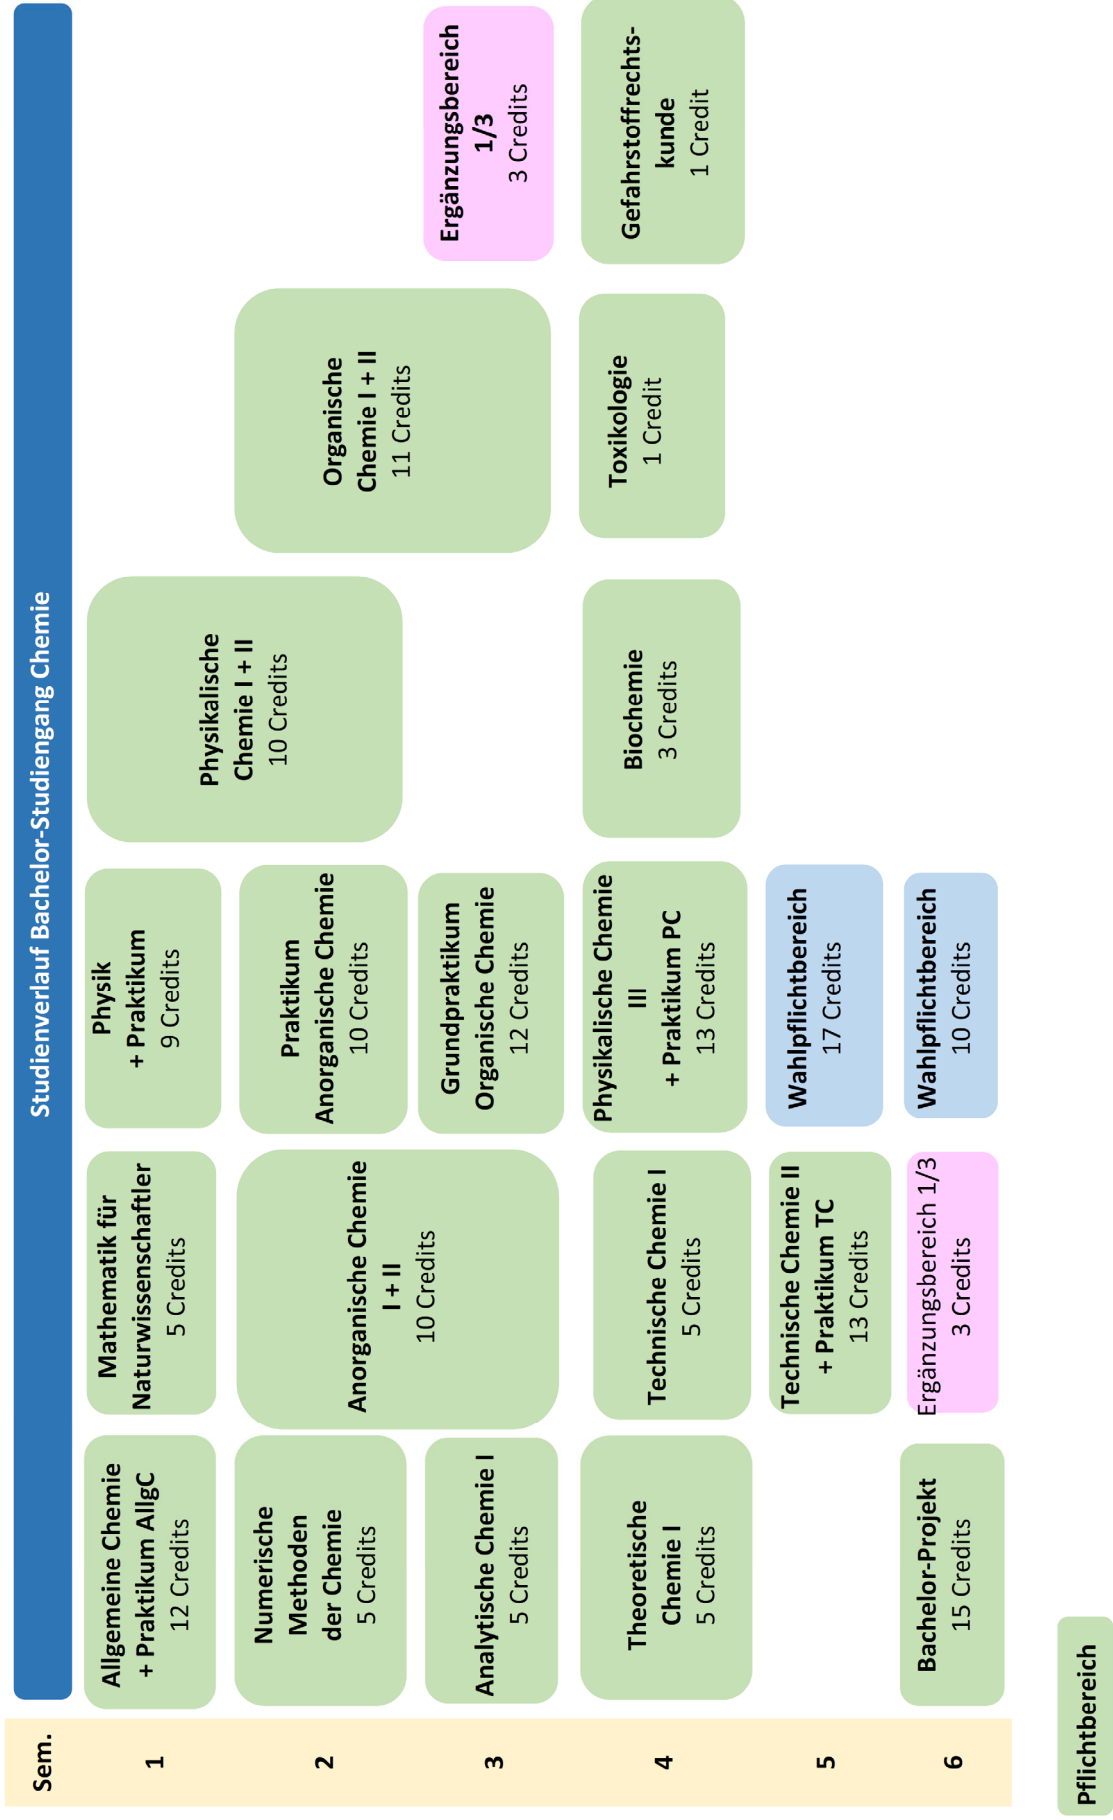 Studienverlauf Bachelor-Studiengang Chemie
Sem.
1
Allgemeine Chemie
+ Praktikum AllgC
12 Credits
Mathematik für
Naturwissenschaftler
5 Credits
Physik
+ Praktikum
9 Credits
Physikalische
Chemie I + II
10 Credits
2
Numerische
Methoden
der Chemie
5 Credits
Anorganische Chemie
I + II
10 Credits
Praktikum
Anorganische Chemie
10 Credits
Organische
Chemie I + II
11 Credits
3
Analytische Chemie I
5 Credits
Grundpraktikum
Organische Chemie
12 Credits
Ergänzungsbereich
1/3
3 Credits
4
Theoretische
Chemie I
5 Credits
Technische Chemie I
5 Credits
Physikalische Chemie
III
+ Praktikum PC
13 Credits
Biochemie
3 Credits
Toxikologie
1 Credit
Gefahrstoffrechts-
kunde
1 Credit
5
Technische Chemie II
+ Praktikum TC
13 Credits
Wahlpflichtbereich
17 Credits
6
Bachelor-Projekt
15 Credits
Ergänzungsbereich 1/3
3 Credits
Wahlpflichtbereich
10 Credits
Pflichtbereich